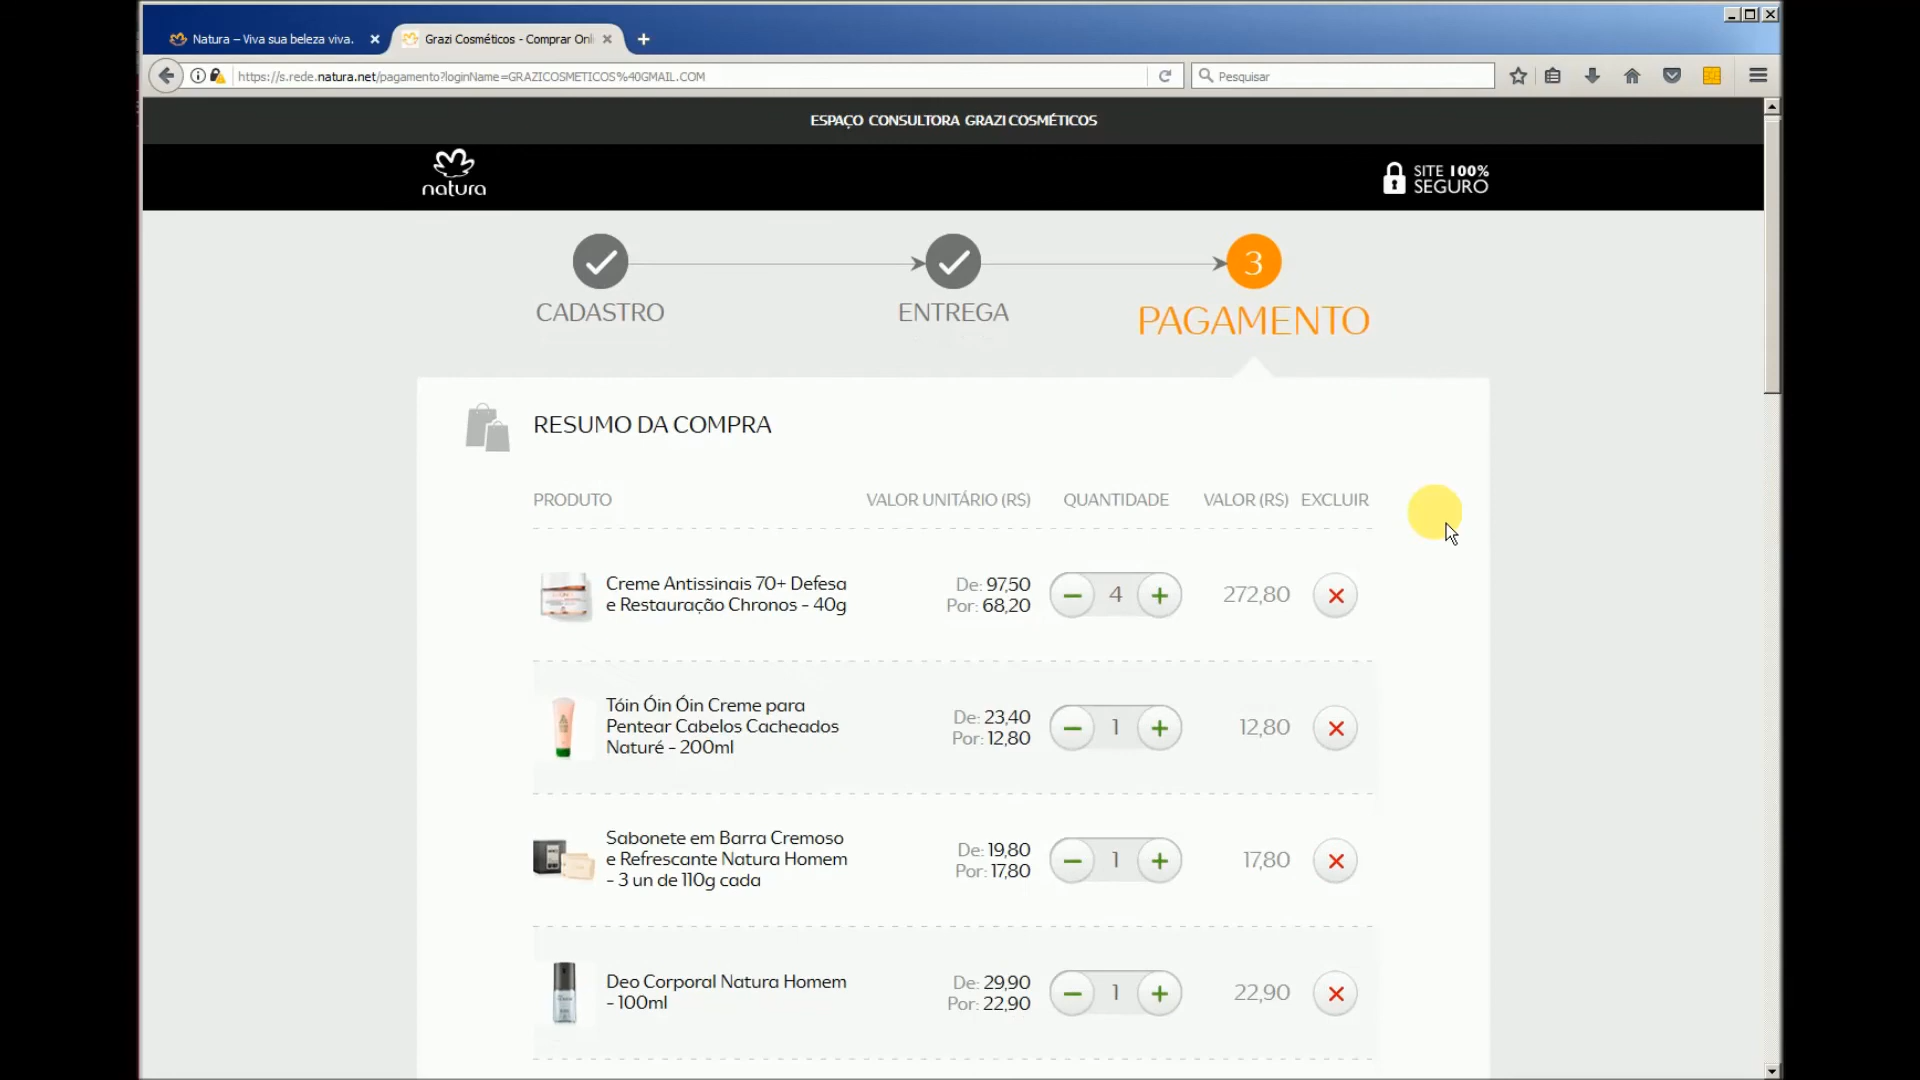 Natura – Viva sua beleza viva.
Grazi Cosméticos - Comprar Onl
https://s.rede.natura.net/pagamento?loginName=GRAZICOSMETICOS%40GMAIL.COM
Pesquisar
ESPAÇO CONSULTORA GRAZI COSMÉTICOS
natura
SITE 100%
SEGURO
3
CADASTRO
ENTREGA
PAGAMENTO
RESUMO DA COMPRA
PRODUTO VALOR UNITÁRIO (R$) QUANTIDADE VALOR (R$) EXCLUIR
Creme Antissinais 70+ Defesa
e Restauração Chronos - 40g
De: 97,50
Por: 68,20
4
272,80
Tóin Óin Óin Creme para
Pentear Cabelos Cacheados
Naturé - 200ml
De: 23,40
Por: 12,80
1
12,80
Sabonete em Barra Cremoso
e Refrescante Natura Homem
- 3 un de 110g cada
De: 19,80
Por: 17,80
1
17,80
Deo Corporal Natura Homem
- 100ml
De: 29,90
Por: 22,90
1
22,90